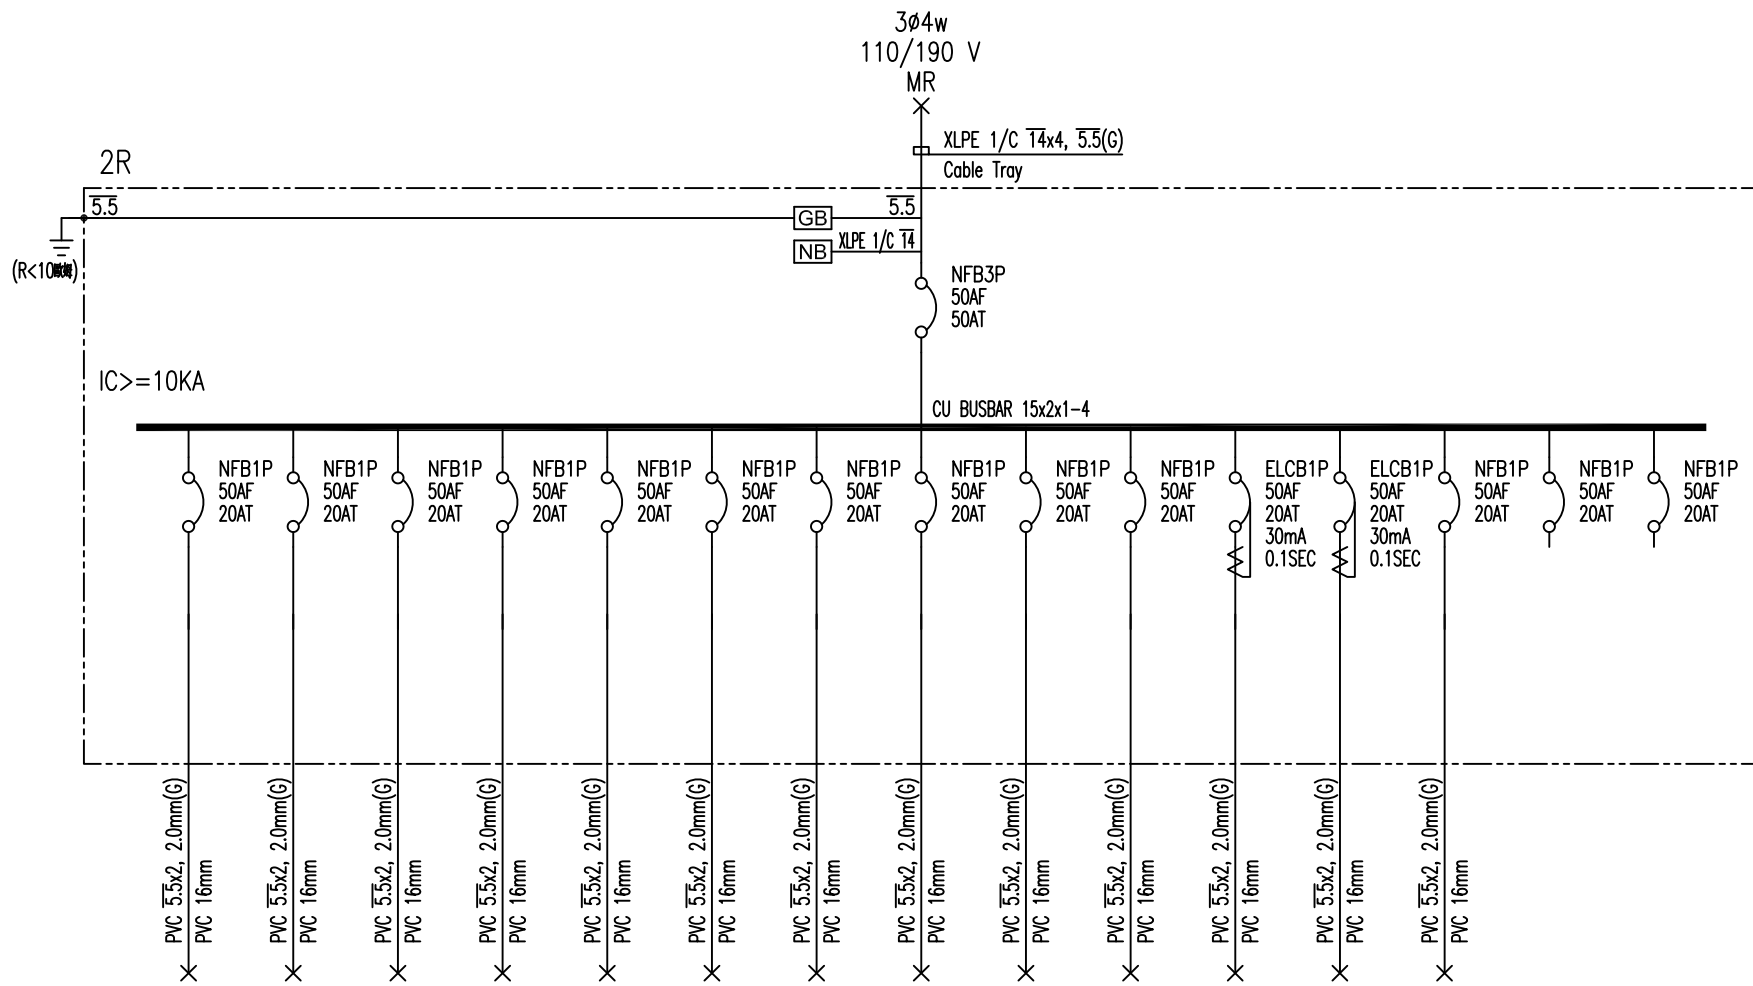 3ø4w
110/190 V
MR
XLPE 1/C 14x4, 5.5(G)
Cable Tray
2R
5.5
GB
5.5
NB
XLPE 1/C 14
(R<10
NFB3P
50AF
50AT
IC>=10KA
CU BUSBAR 15x2x1-4
NFB1P
50AF
20AT
NFB1P
50AF
20AT
NFB1P
50AF
20AT
NFB1P
50AF
20AT
NFB1P
50AF
20AT
NFB1P
50AF
20AT
NFB1P
50AF
20AT
NFB1P
50AF
20AT
NFB1P
50AF
20AT
NFB1P
50AF
20AT
ELCB1P
50AF
20AT
30mA
0.1SEC
ELCB1P
50AF
20AT
30mA
0.1SEC
NFB1P
50AF
20AT
NFB1P
50AF
20AT
NFB1P
50AF
20AT
PVC 5.5x2, 2.0mm(G)
PVC 16mm
PVC 5.5x2, 2.0mm(G)
PVC 16mm
PVC 5.5x2, 2.0mm(G)
PVC 16mm
PVC 5.5x2, 2.0mm(G)
PVC 16mm
PVC 5.5x2, 2.0mm(G)
PVC 16mm
PVC 5.5x2, 2.0mm(G)
PVC 16mm
PVC 5.5x2, 2.0mm(G)
PVC 16mm
PVC 5.5x2, 2.0mm(G)
PVC 16mm
PVC 5.5x2, 2.0mm(G)
PVC 16mm
PVC 5.5x2, 2.0mm(G)
PVC 16mm
PVC 5.5x2, 2.0mm(G)
PVC 16mm
PVC 5.5x2, 2.0mm(G)
PVC 16mm
PVC 5.5x2, 2.0mm(G)
PVC 16mm